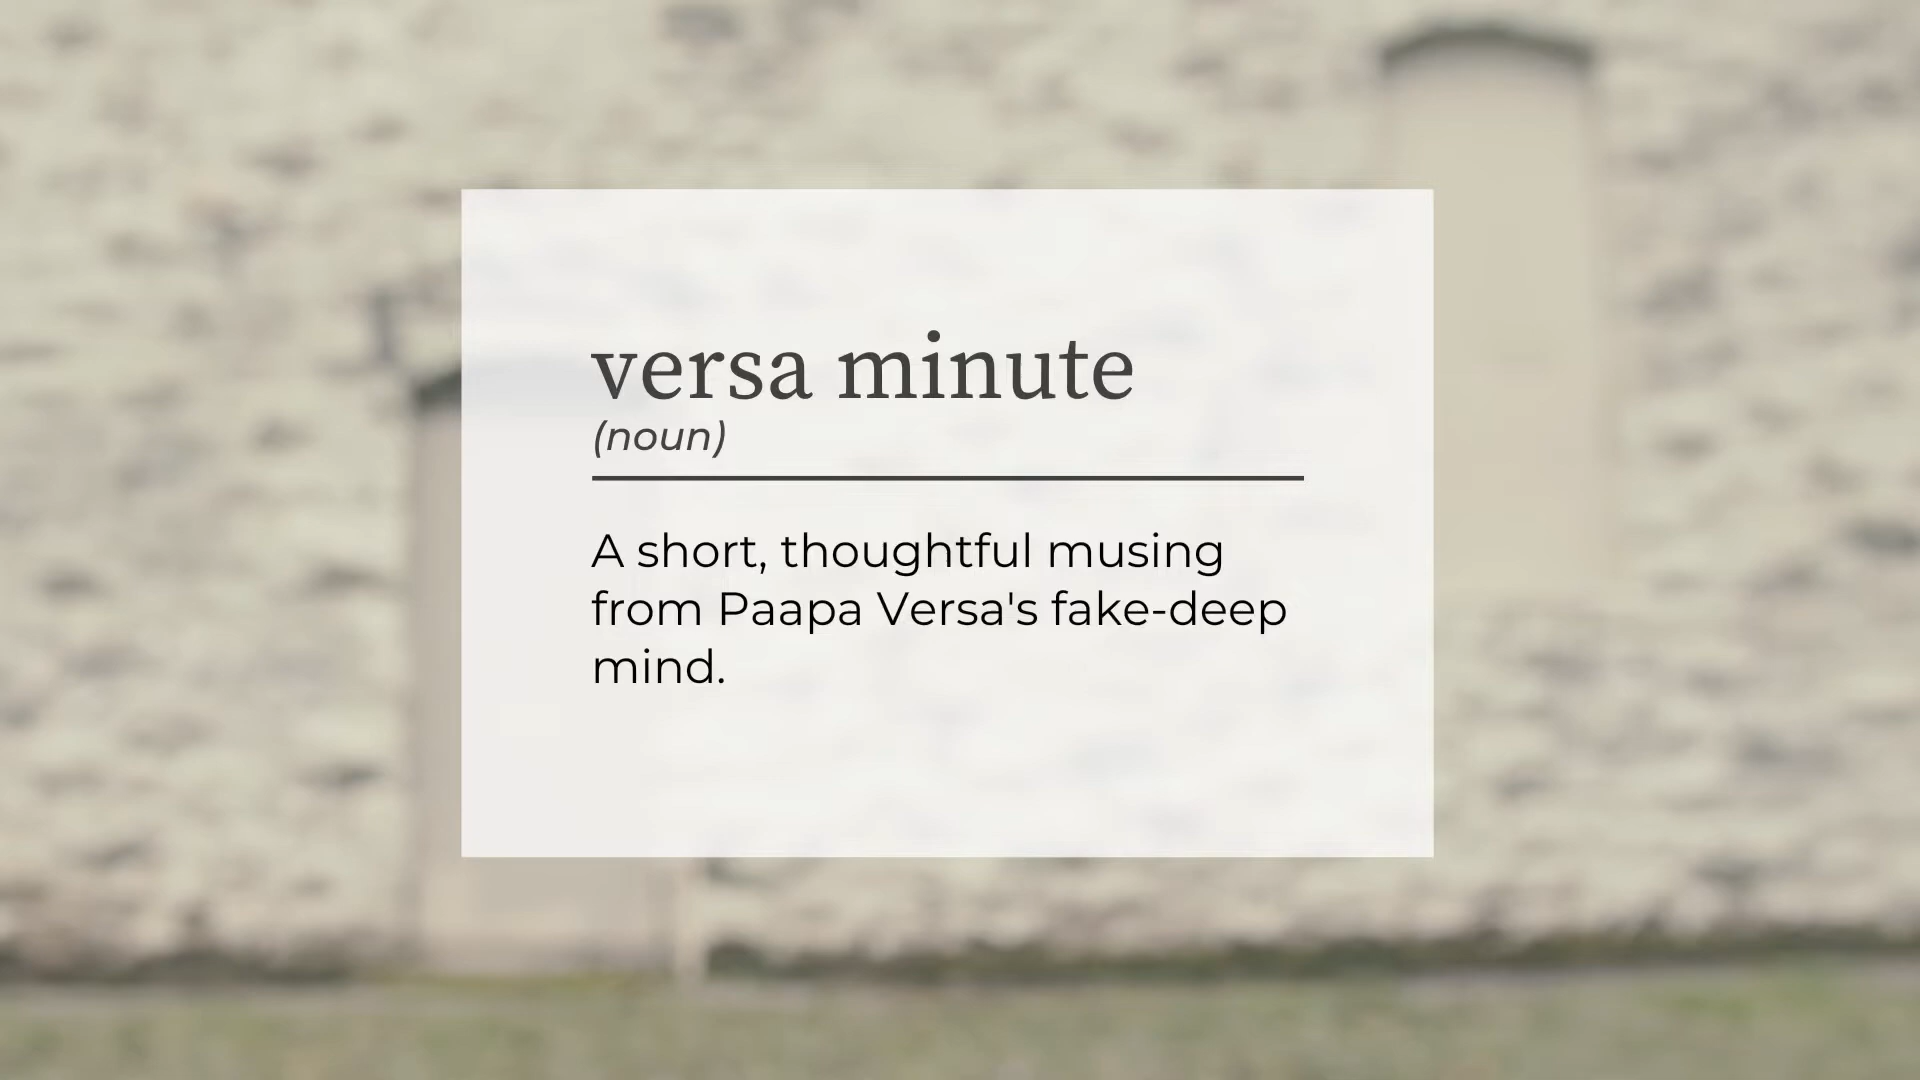 versa minute
(noun)
A short, thoughtful musing
from Paapa Versa's fake-deep
mind.